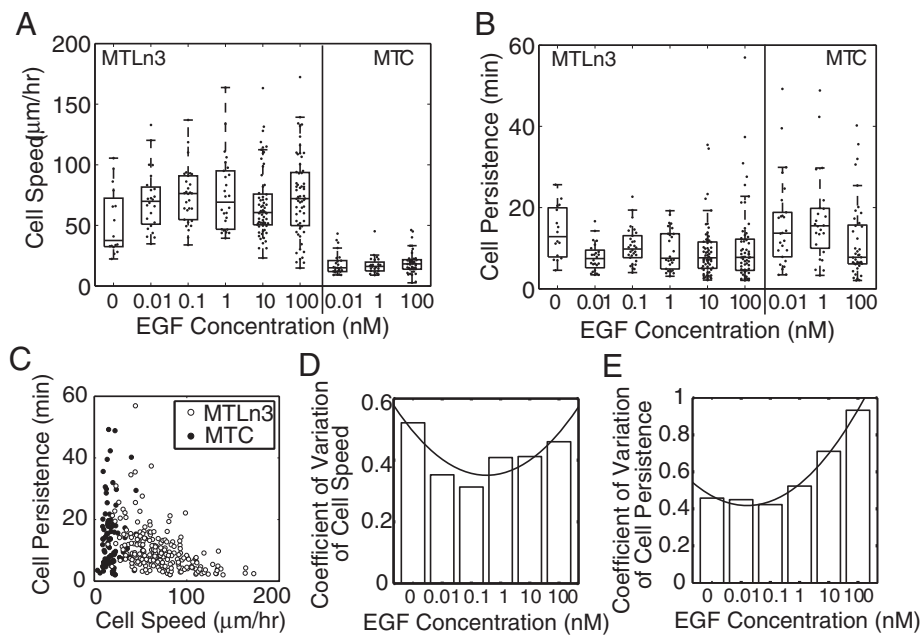 A
Cell Speed(μm/hr)
200
150
100
50
0
MTLn3
MTC
0 0.01 0.1 1 10 100 0.01 1 100
EGF Concentration (nM)
B
Cell Persistence (min)
60
40
20
0
MTLn3
MTC
0 0.01 0.1 1 10 100 0.01 1 100
EGF Concentration (nM)
C
Cell Persistence (min)
60
40
20
0
MTLn3
MTC
0 100 200
Cell Speed (μm/hr)
D
Coefficient of Variation
of Cell Speed
0.6
0.4
0.2
0
0 0.01 0.1 1 10 100
EGF Concentration (nM)
E
Coefficient of Variation
of Cell Persistence
1
0.8
0.6
0.4
0.2
0
0 0.01 0.1 1 10 100
EGF Concentration (nM)